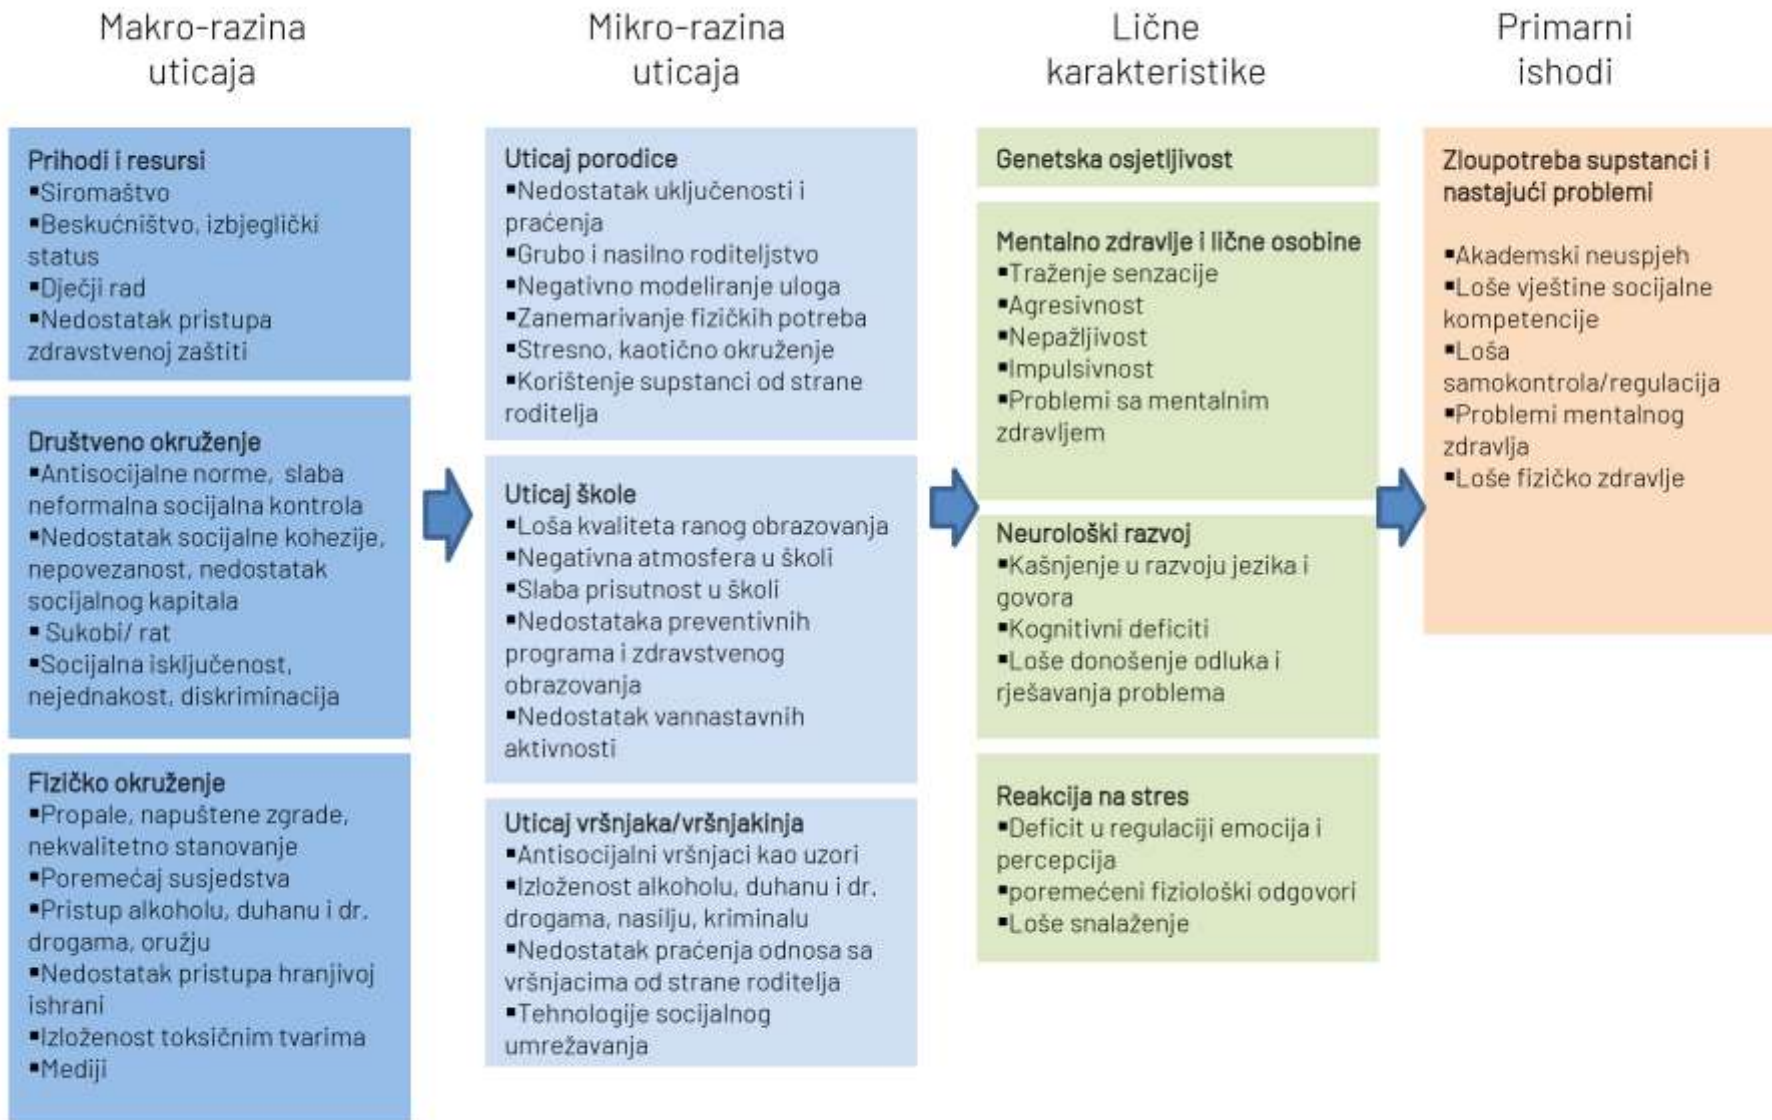 Makro-razina
uticaja
Mikro-razina
uticaja
Lične
karakteristike
Primarni
ishodi
Prihodi i resursi
▪Siromaštvo
▪Beskućništvo, izbjeglički
status
▪Dječji rad
▪Nedostatak pristupa
zdravstvenoj zaštiti
Društveno okruženje
▪Antisocijalne norme, slaba
neformalna socijalna kontrola
▪Nedostatak socijalne kohezije,
nepovezanost, nedostatak
socijalnog kapitala
▪ Sukobi/ rat
▪Socijalna isključenost,
nejednakost, diskriminacija
Fizičko okruženje
▪Propale, napuštene zgrade,
nekvalitetno stanovanje
▪Poremećaj susjedstva
▪Pristup alkoholu, duhanu i dr.
drogama, oružju
▪Nedostatak pristupa hranjivoj
ishrani
▪Izloženost toksičnim tvarima
▪Mediji
Uticaj porodice
▪Nedostatak uključenosti i
praćenja
▪Grubo i nasilno roditeljstvo
▪Negativno modeliranje uloga
▪Zanemarivanje fizičkih potreba
▪Stresno, kaotično okruženje
▪Korištenje supstanci od strane
roditelja
Uticaj škole
▪Loša kvaliteta ranog obrazovanja
▪Negativna atmosfera u školi
▪Slaba prisutnost u školi
▪Nedostataka preventivnih
programa i zdravstvenog
obrazovanja
▪Nedostatak vannastavnih
aktivnosti
Uticaj vršnjaka/vršnjakinja
▪Antisocijalni vršnjaci kao uzori
▪Izloženost alkoholu, duhanu i dr.
drogama, nasilju, kriminalu
▪Nedostatak praćenja odnosa sa
vršnjacima od strane roditelja
▪Tehnologije socijalnog
umrežavanja
Genetska osjetljivost
Mentalno zdravlje i lične osobine
▪Traženje senzacije
▪Agresivnost
▪Nepažljivost
▪Impulsivnost
▪Problemi sa mentalnim
zdravljem
Neurološki razvoj
▪Kašnjenje u razvoju jezika i
govora
▪Kognitivni deficiti
▪Loše donošenje odluka i
rješavanja problema
Reakcija na stres
▪Deficit u regulaciji emocija i
percepcija
▪poremećeni fiziološki odgovori
▪Loše snalaženje
Zloupotreba supstanci i
nastajući problemi
▪Akademski neuspjeh
▪Loše vještine socijalne
kompetencije
▪Loša
samokontrola/regulacija
▪Problemi mentalnog
zdravlja
▪Loše fizičko zdravlje